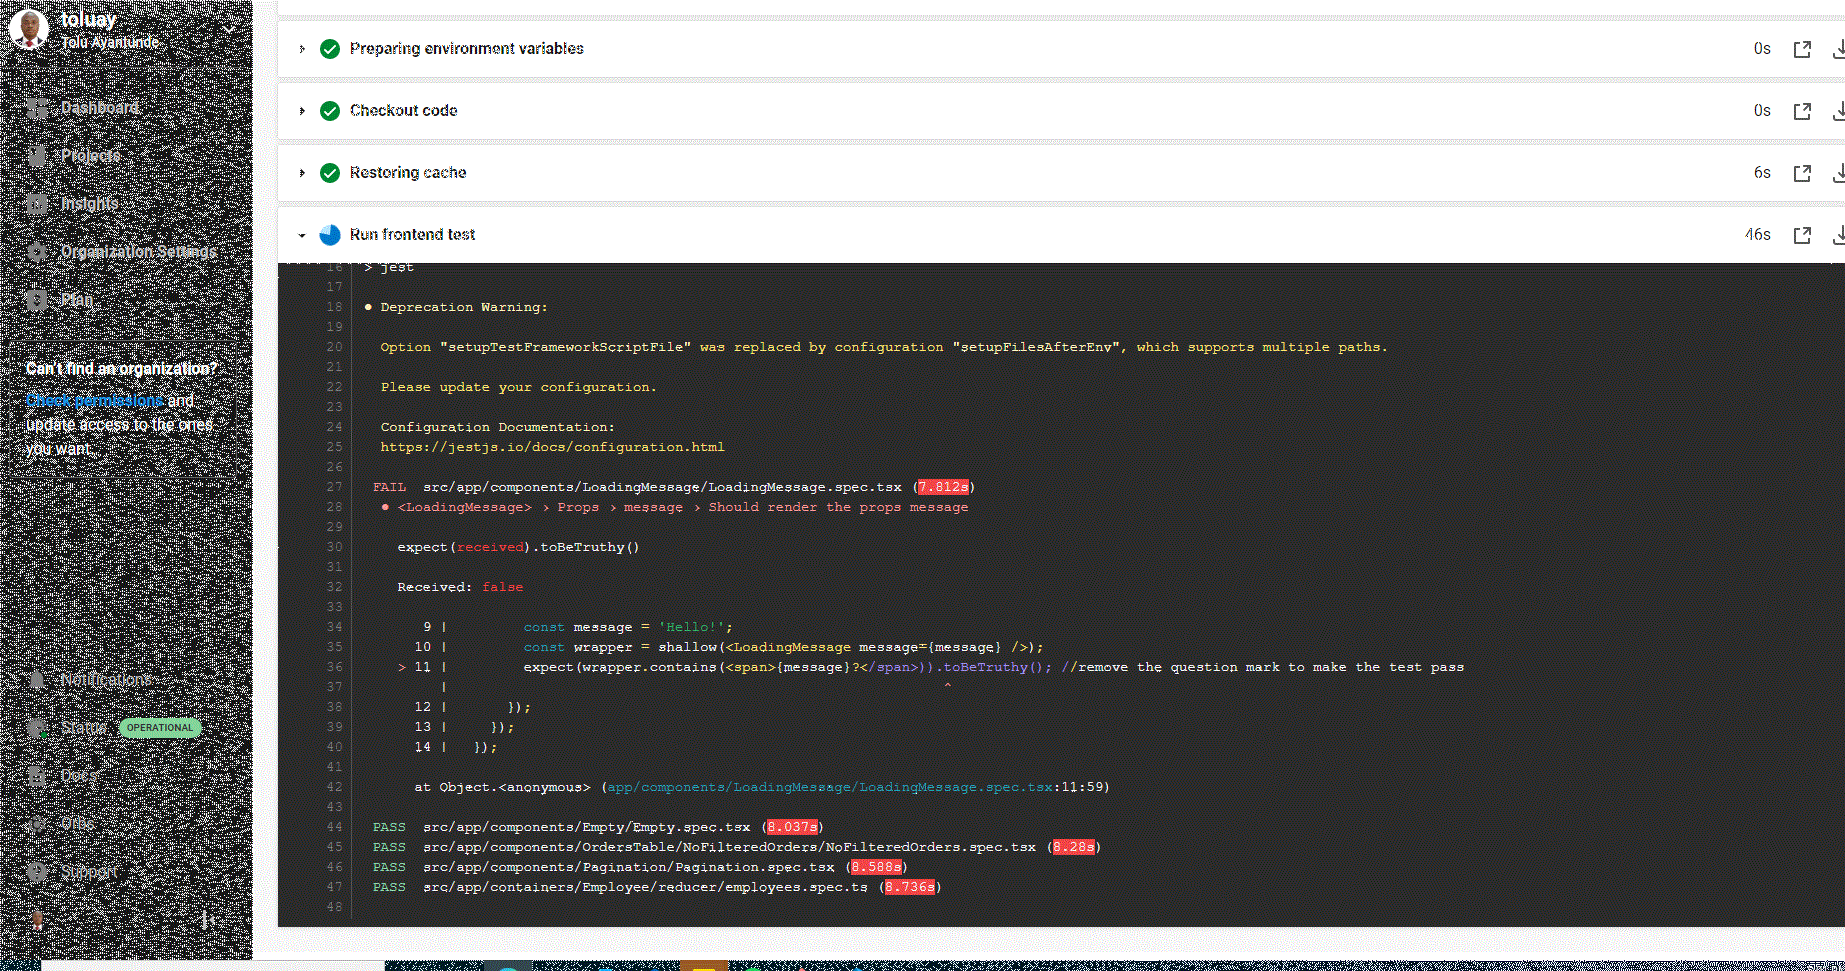 toluay
Tolu Ayantunde
Dashboard
Projects
Insights
Organization Settings
Plan
Can't find an organization?
Check permissions and
update access to the ones
you want.
Notifications
Status OPERATIONAL
Docs
Orbs
Support
Preparing environment variables 0s
Checkout code 0s
Restoring cache 6s
Run frontend test 46s
16 > jest
17
18 ● Deprecation Warning:
19
20 Option "setupTestFrameworkScriptFile" was replaced by configuration "setupFilesAfterEnv", which supports multiple paths.
21
22 Please update your configuration.
23
24 Configuration Documentation:
25 https://jestjs.io/docs/configuration.html
26
27 FAIL src/app/components/LoadingMessage/LoadingMessage.spec.tsx (7.812s)
28 ● <LoadingMessage> › Props › message › Should render the props message
29
30 expect(received).toBeTruthy()
31
32 Received: false
33
34 9 | const message = 'Hello!';
35 10 | const wrapper = shallow(<LoadingMessage message={message} />);
36 > 11 | expect(wrapper.contains(<span>{message}?</span>)).toBeTruthy(); //remove the question mark to make the test pass
37 | ^
38 12 | });
39 13 | });
40 14 | });
41
42 at Object.<anonymous> (app/components/LoadingMessage/LoadingMessage.spec.tsx:11:59)
43
44 PASS src/app/components/Empty/Empty.spec.tsx (8.037s)
45 PASS src/app/components/OrdersTable/NoFilteredOrders/NoFilteredOrders.spec.tsx (8.28s)
46 PASS src/app/components/Pagination/Pagination.spec.tsx (8.588s)
47 PASS src/app/containers/Employee/reducer/employees.spec.ts (8.736s)
48